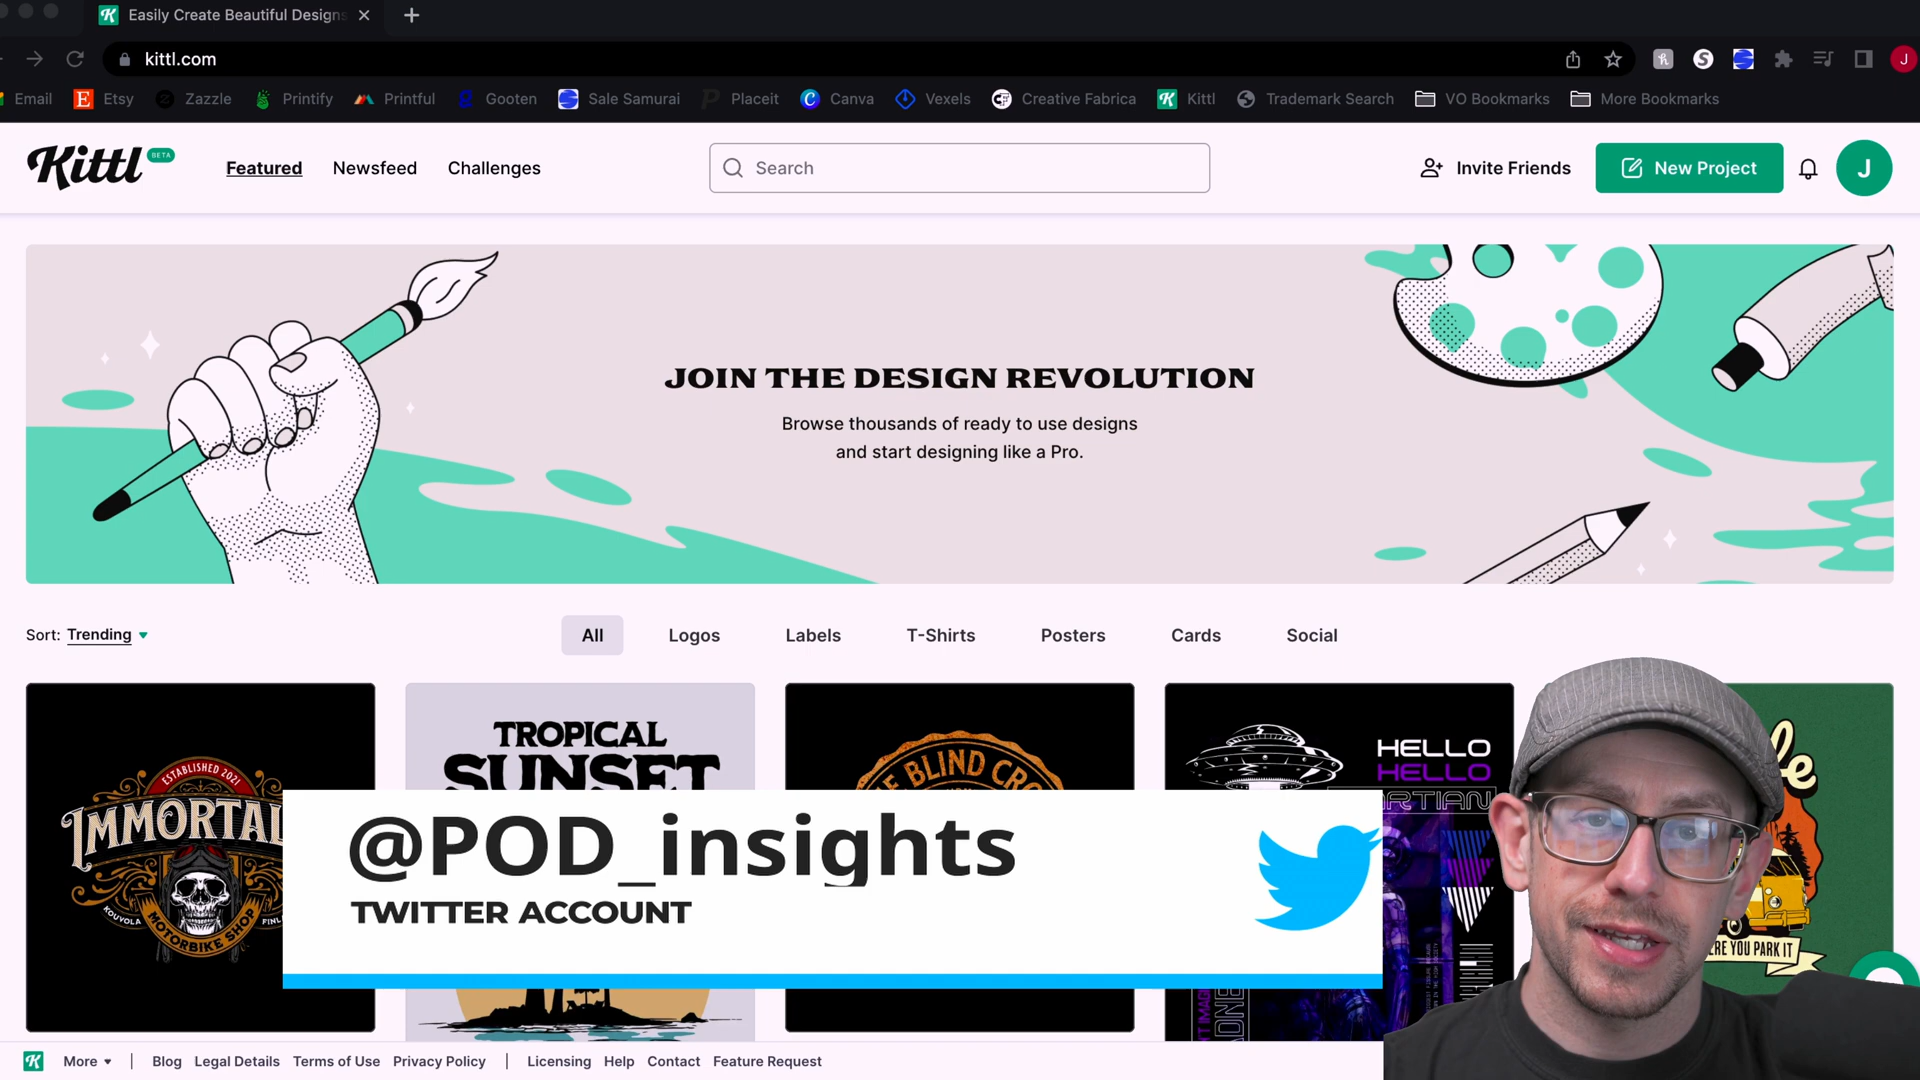 Easily Create Beautiful Designs
kittl.com
J
Email
Etsy
Zazzle
Printify
Printful
Gooten
Sale Samurai
Placeit
Canva
Vexels
Creative Fabrica
Kittl
Trademark Search
VO Bookmarks
More Bookmarks
Kittl BETA
Featured
Newsfeed
Challenges
Search
Invite Friends
New Project
J
JOIN THE DESIGN REVOLUTION
Browse thousands of ready to use designs
and start designing like a Pro.
Sort: Trending
All
Logos
Labels
T-Shirts
Posters
Cards
Social
ESTABLISHED 2021
IMMORTAL
KOUVOLA
MOTORBIKE SHOP
TROPICAL
SUNSET
BLIND
HELLO
HELLO
@POD_insights
TWITTER ACCOUNT
YOU PARK IT
More
Blog
Legal Details
Terms of Use
Privacy Policy
Licensing
Help
Contact
Feature Request